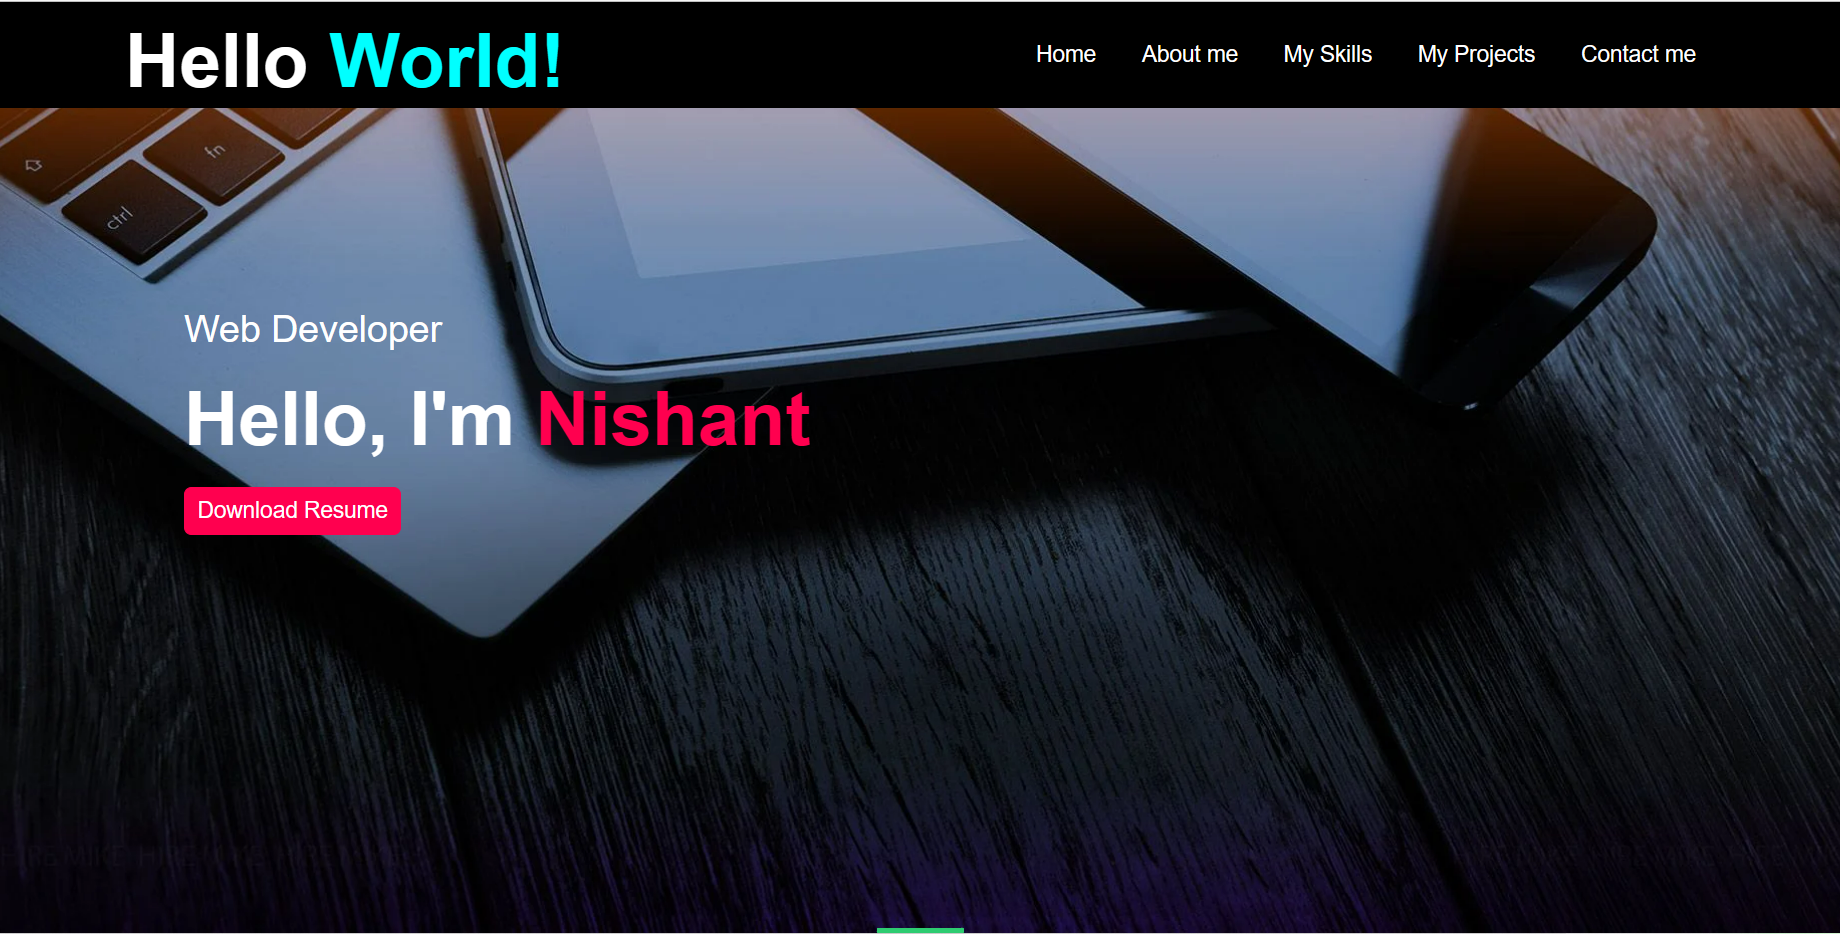 Hello World!
Home
About me
My Skills
My Projects
Contact me
fn
ctrl
Web Developer
Hello, I'm Nishant
Download Resume